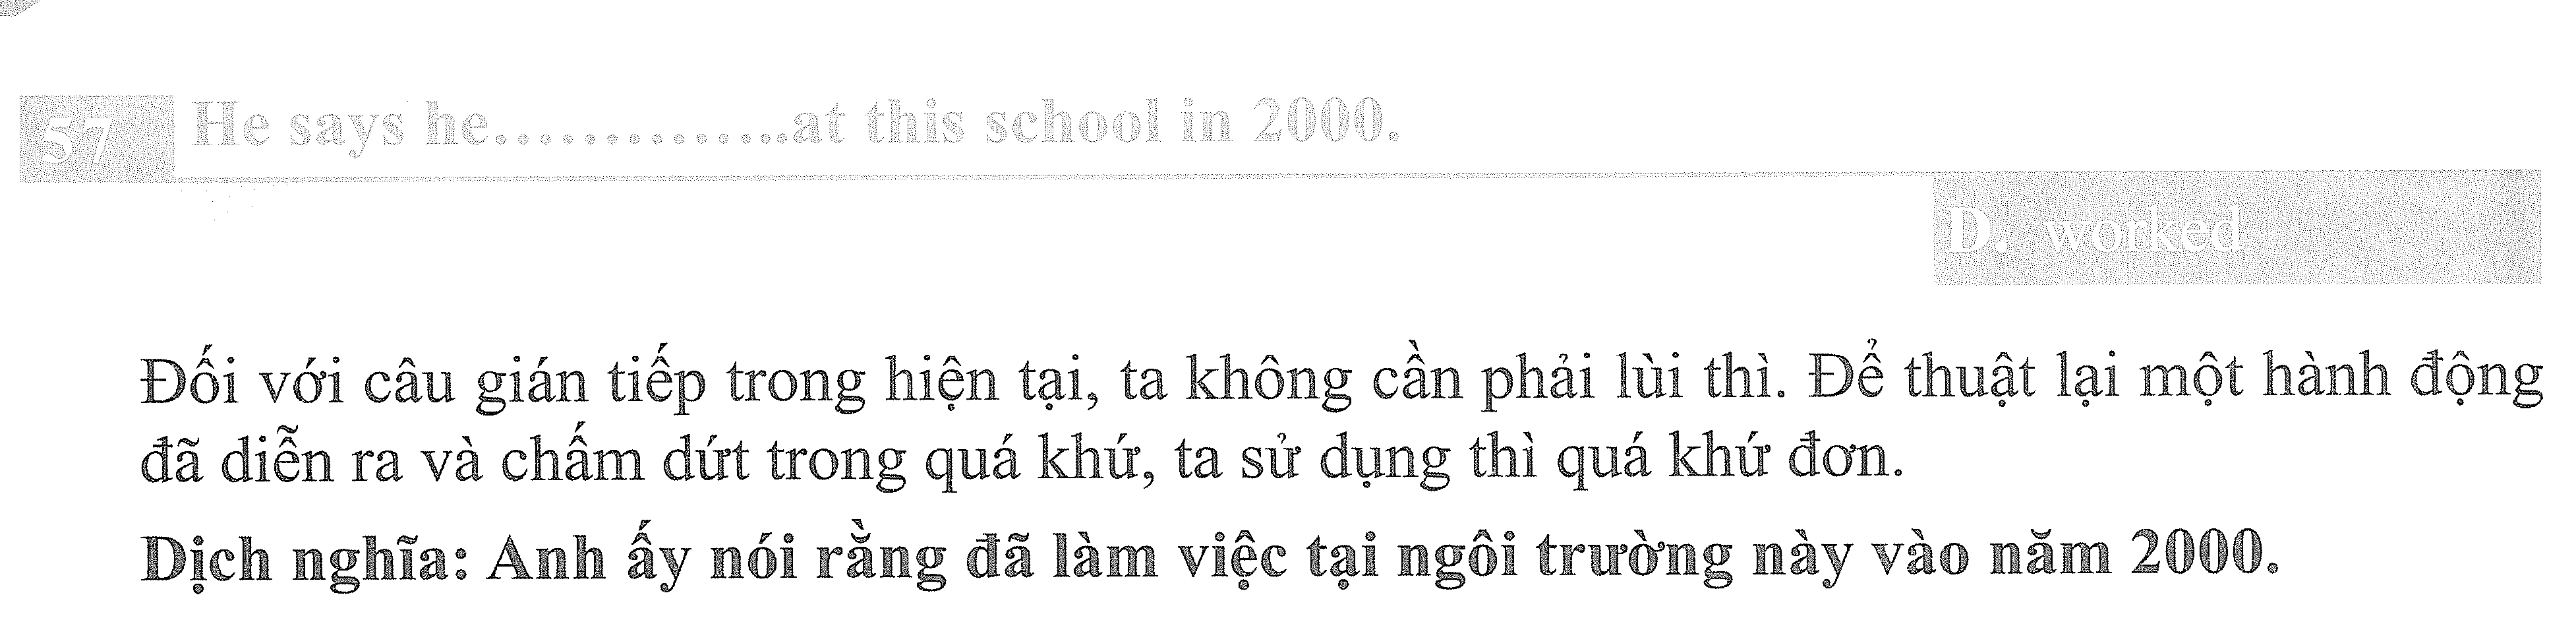 57 He says he..............at this school in 2000.
D. worked
Đối với câu gián tiếp trong hiện tại, ta không cần phải lùi thì. Để thuật lại một hành động
đã diễn ra và chấm dứt trong quá khứ, ta sử dụng thì quá khứ đơn.
Dịch nghĩa: Anh ấy nói rằng đã làm việc tại ngôi trường này vào năm 2000.